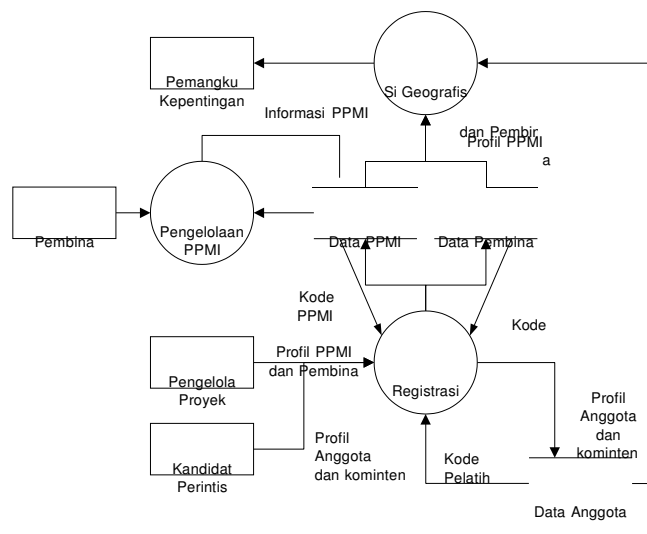 Pemangku
Kepentingan
Si Geografis
Informasi PPMI
dan Pembin
Profil PPMI
a
Pembina
Pengelolaan
PPMI
Data PPMI
Data Pembina
Kode
PPMI
Kode
Pengelola
Proyek
Profil PPMI
dan Pembina
Registrasi
Profil
Anggota
dan
kominten
Kandidat
Perintis
Profil
Anggota
dan kominten
Kode
Pelatih
Data Anggota